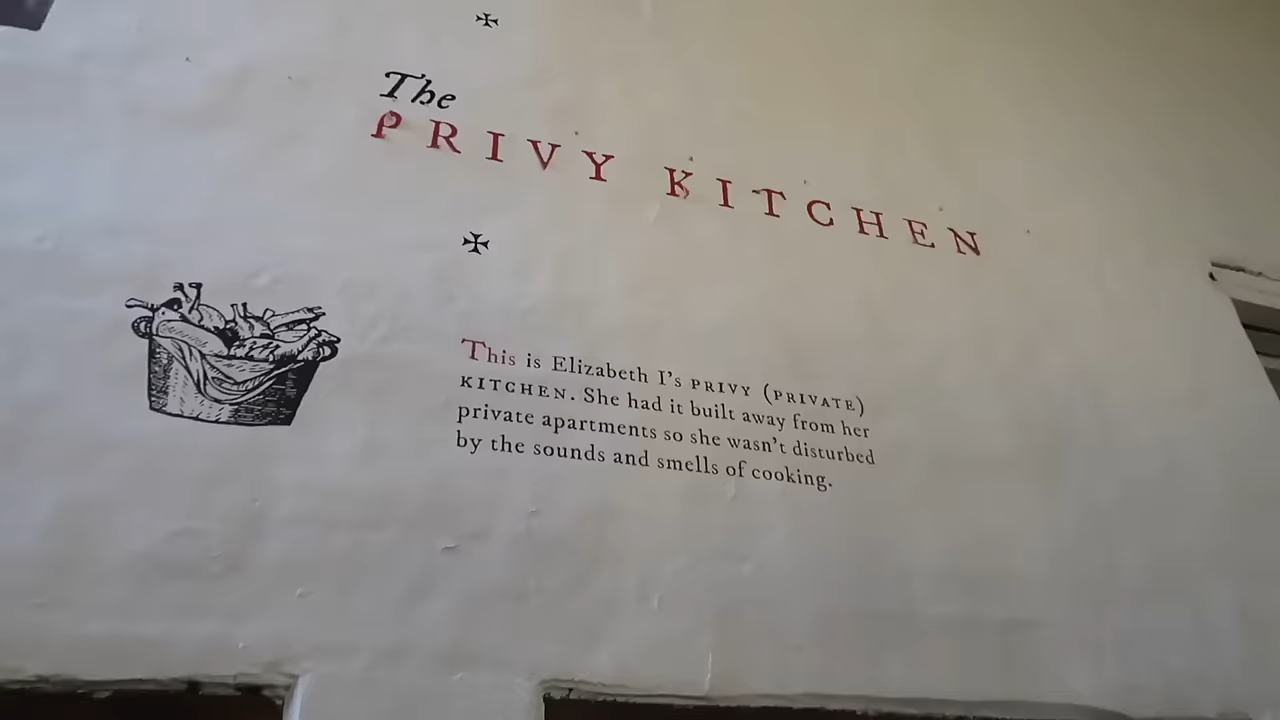 The
PRIVY KITCHEN
This is Elizabeth I's PRIVY (PRIVATE)
KITCHEN. She had it built away from her
private apartments so she wasn't disturbed
by the sounds and smells of cooking.